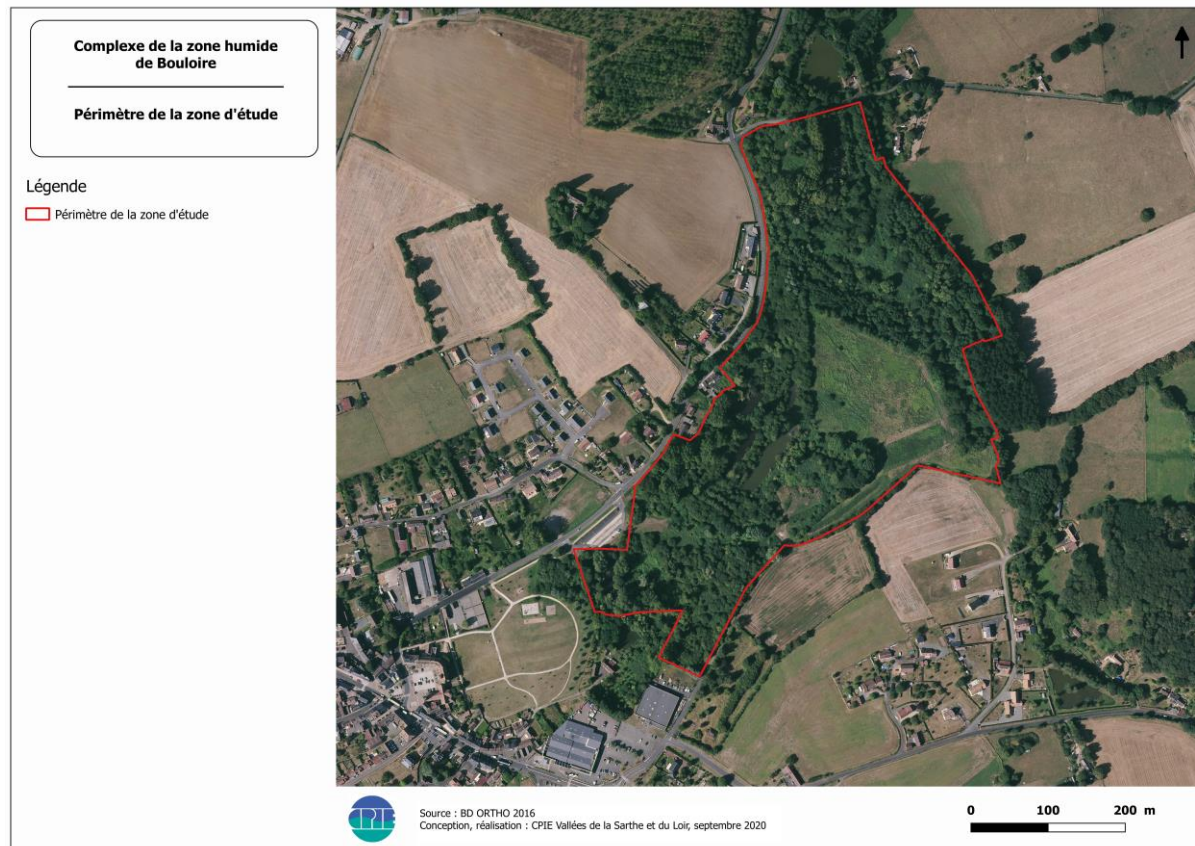 Complexe de la zone humide
de Bouloire
Périmètre de la zone d'étude
Légende
Périmètre de la zone d'étude
CPIE
Source : BD ORTHO 2016
Conception, réalisation : CPIE Vallées de la Sarthe et du Loir, septembre 2020
0 100 200 m